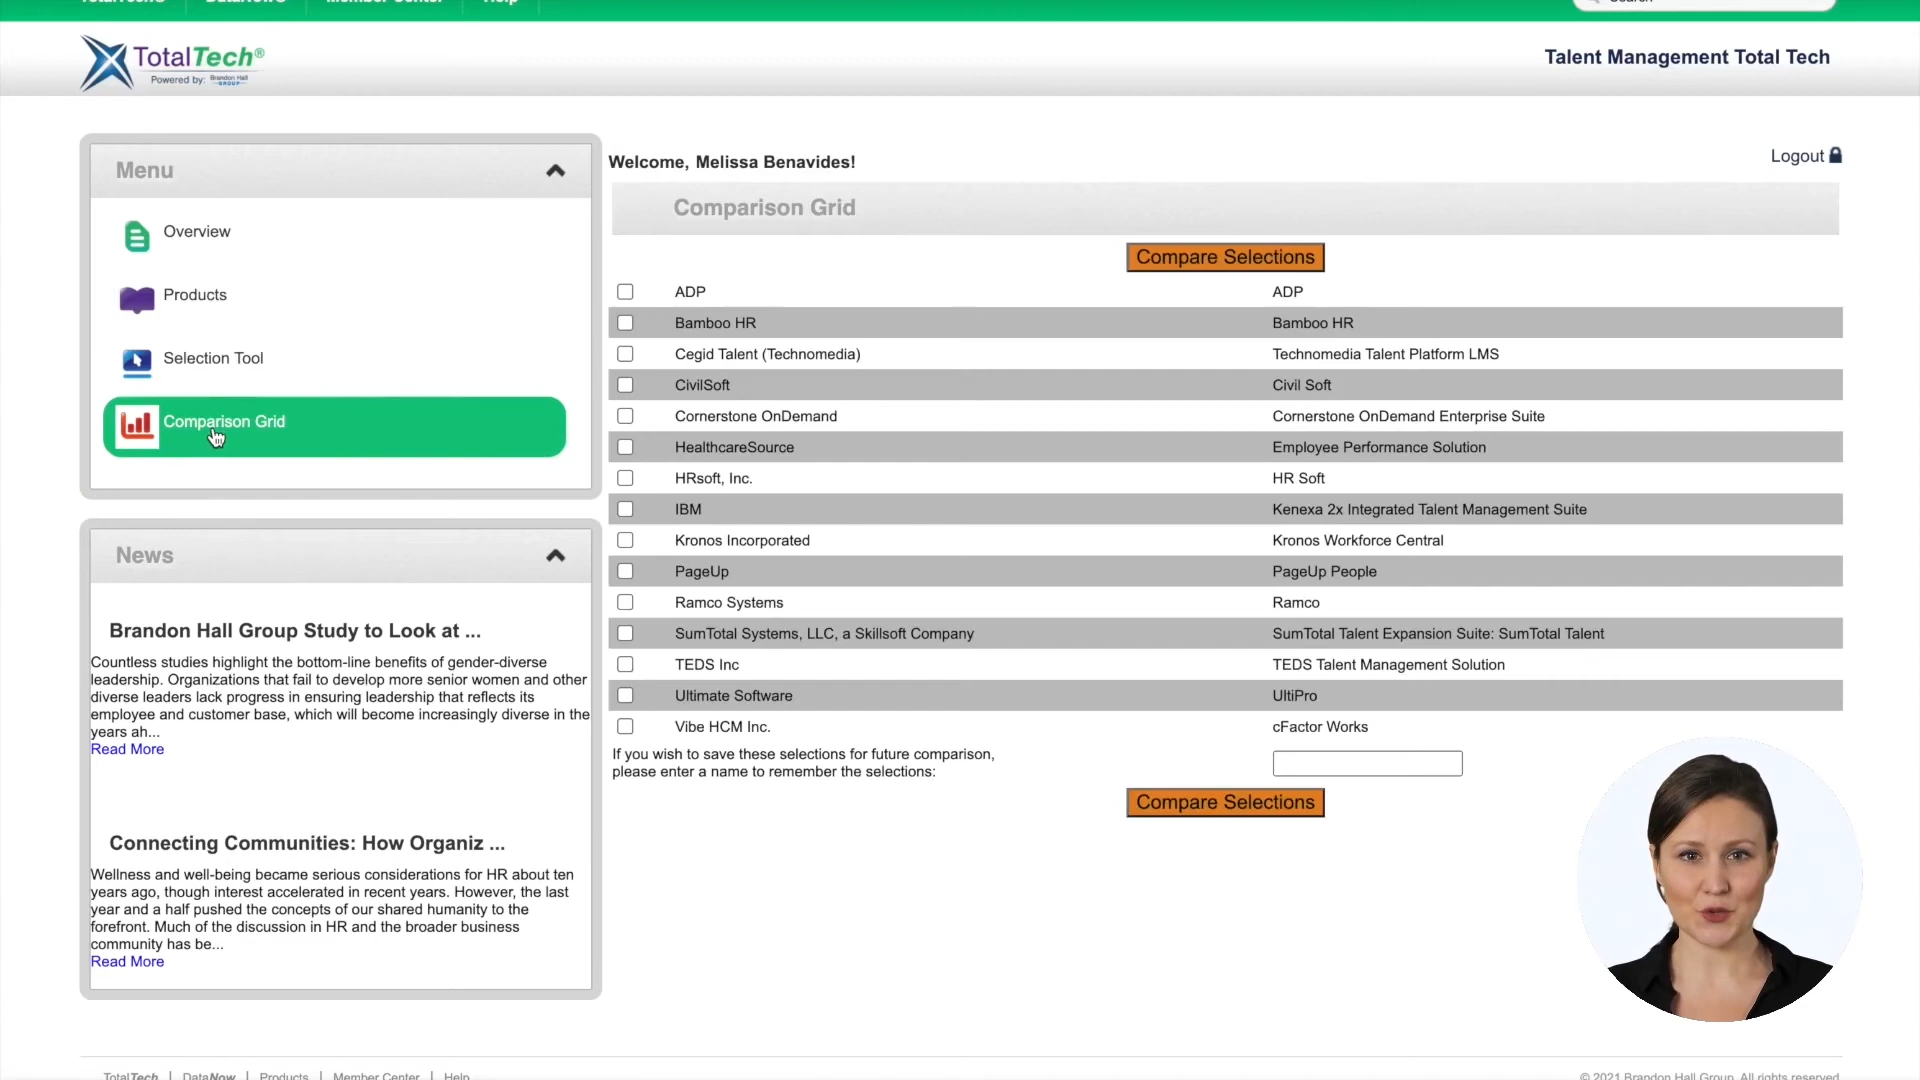 TotalTech®
DataNow®
Member Center
Help
Search
TotalTech®
Powered by: Brandon Hall GROUP
Talent Management Total Tech
Menu
Overview
Products
Selection Tool
Comparison Grid
News
Brandon Hall Group Study to Look at ...
Countless studies highlight the bottom-line benefits of gender-diverse
leadership. Organizations that fail to develop more senior women and other
diverse leaders lack progress in ensuring leadership that reflects its
employee and customer base, which will become increasingly diverse in the
years ah...
Read More
Connecting Communities: How Organiz ...
Wellness and well-being became serious considerations for HR about ten
years ago, though interest accelerated in recent years. However, the last
year and a half pushed the concepts of our shared humanity to the
forefront. Much of the discussion in HR and the broader business
community has be...
Read More
Welcome, Melissa Benavides!
Logout
Comparison Grid
Compare Selections
ADP ADP
Bamboo HR Bamboo HR
Cegid Talent (Technomedia) Technomedia Talent Platform LMS
CivilSoft Civil Soft
Cornerstone OnDemand Cornerstone OnDemand Enterprise Suite
HealthcareSource Employee Performance Solution
HRsoft, Inc. HR Soft
IBM Kenexa 2x Integrated Talent Management Suite
Kronos Incorporated Kronos Workforce Central
PageUp PageUp People
Ramco Systems Ramco
SumTotal Systems, LLC, a Skillsoft Company SumTotal Talent Expansion Suite: SumTotal Talent
TEDS Inc TEDS Talent Management Solution
Ultimate Software UltiPro
Vibe HCM Inc. cFactor Works
If you wish to save these selections for future comparison,
please enter a name to remember the selections:
Compare Selections
TotalTech | DataNow | Products | Member Center | Help
© 2021 Brandon Hall Group. All rights reserved